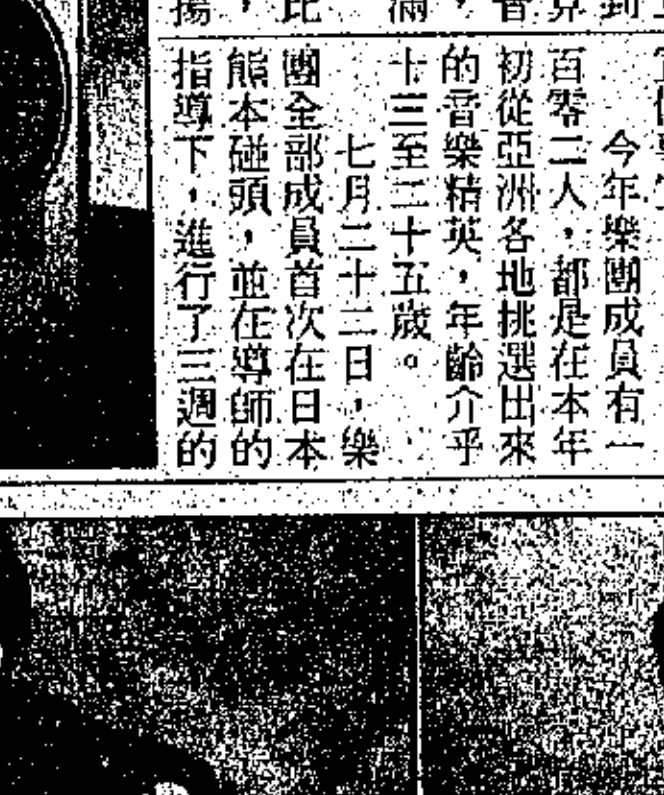 今年樂團成員有一
百零二人，都是在本年
初從亞洲各地挑選出來
的音樂精英，年齡介乎
十三至二十五歲。
七月二十二日，樂
團全部成員首次在日本
熊本碰頭，並在導師的
指導下，進行了三週的